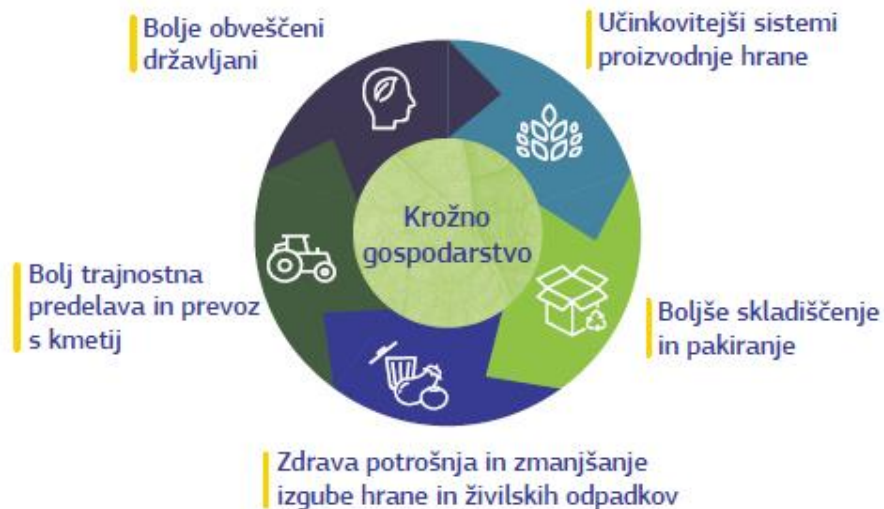 Bolje obveščeni
državljani
Učinkovitejši sistemi
proizvodnje hrane
Krožno
gospodarstvo
Bolj trajnostna
predelava in prevoz
s kmetij
Boljše skladiščenje
in pakiranje
Zdrava potrošnja in zmanjšanje
izgube hrane in živilskih odpadkov